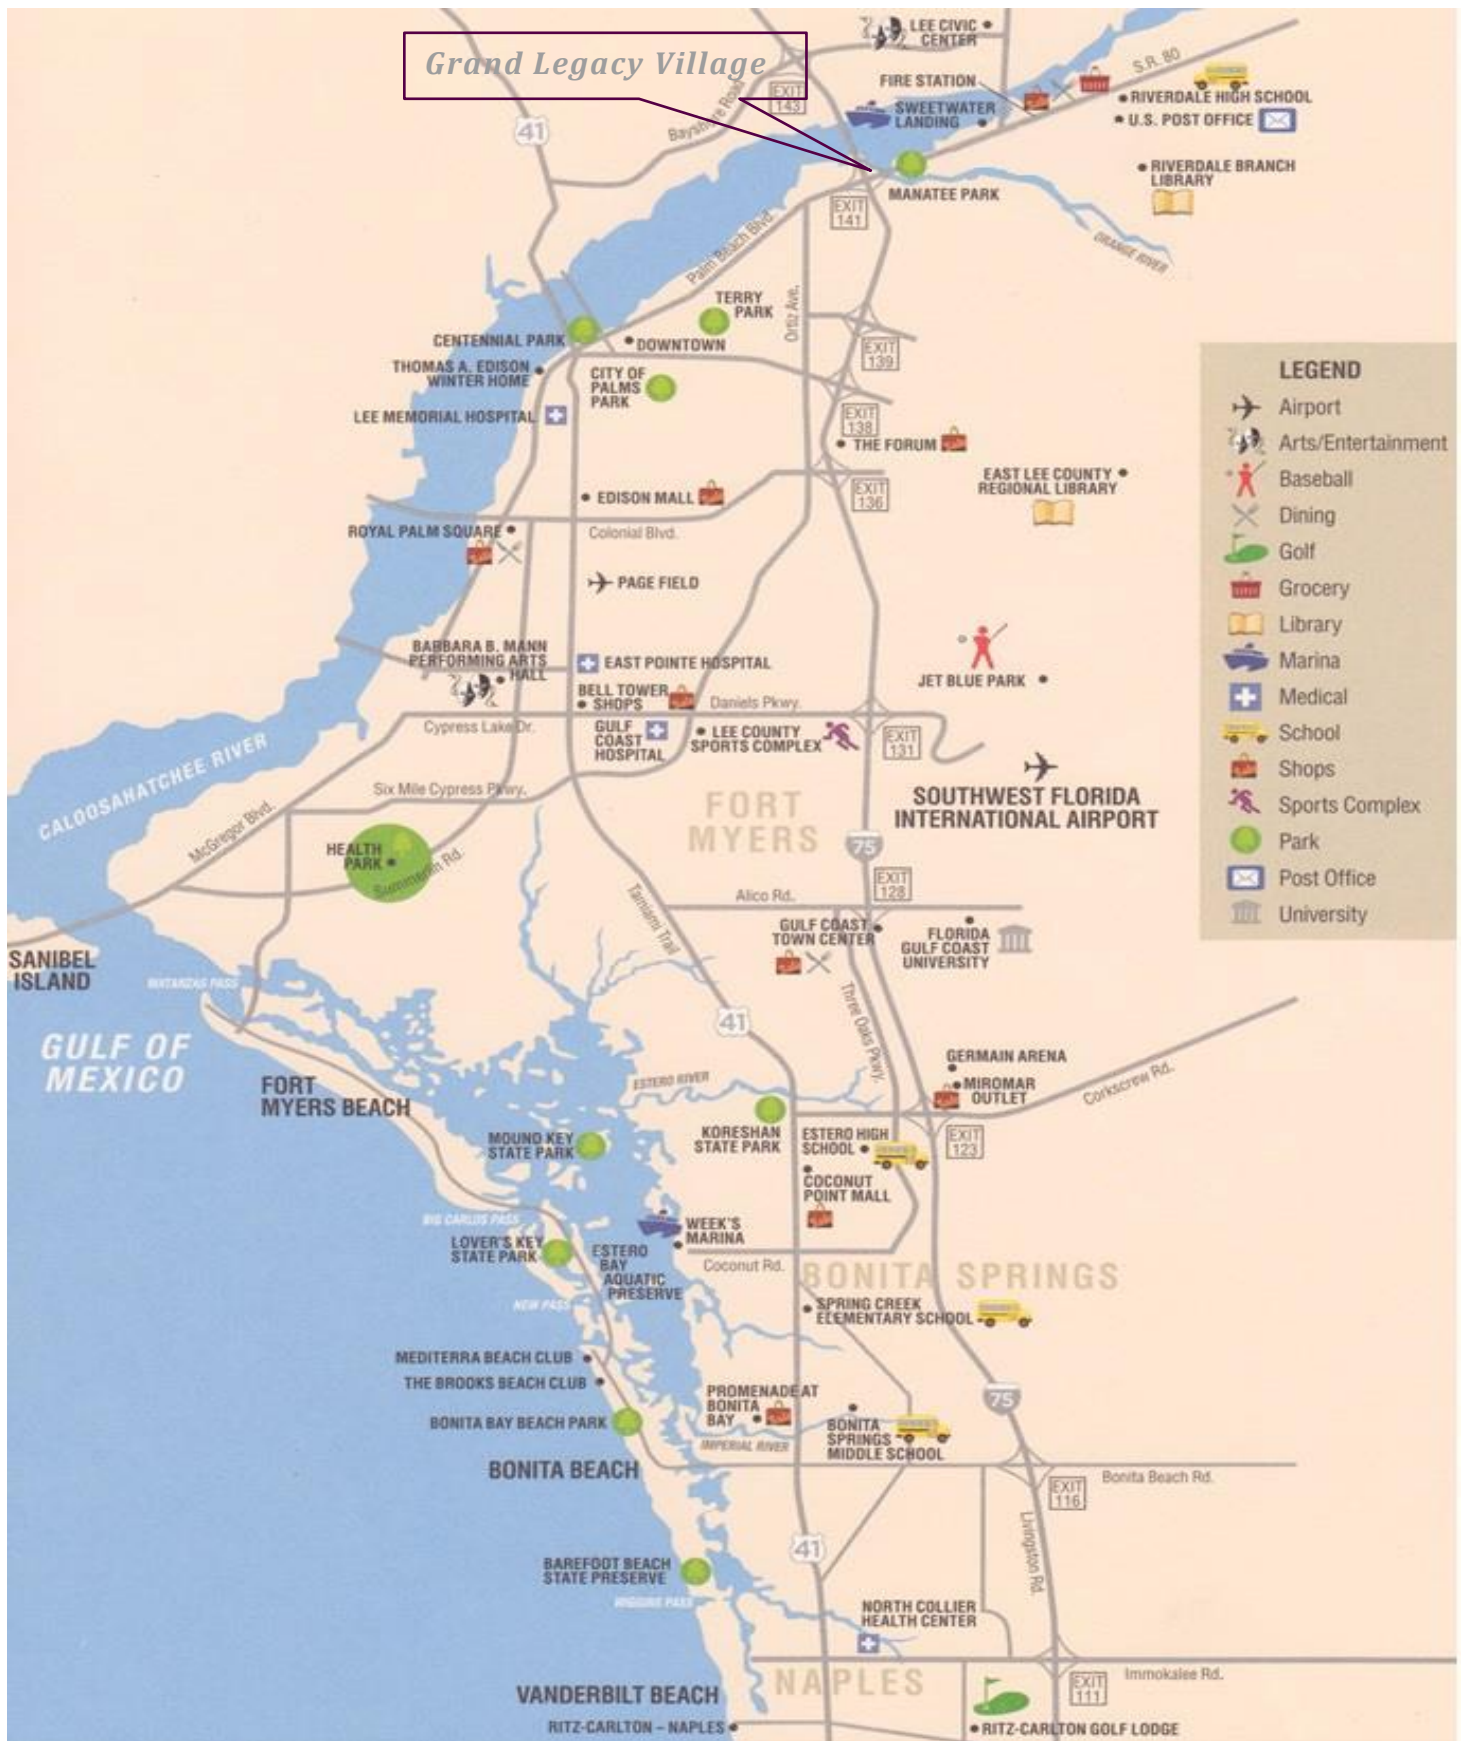 LEE CIVIC
CENTER
Grand Legacy Village
S.R. 80
FIRE STATION
EXIT
143
RIVERDALE HIGH SCHOOL
SWEETWATER
LANDING
U.S. POST OFFICE
41
Bayshore Road
RIVERDALE BRANCH
LIBRARY
MANATEE PARK
EXIT
141
ORANGE RIVER
Palm Beach Blvd.
TERRY
PARK
Ortiz Ave.
CENTENNIAL PARK
DOWNTOWN
EXIT
139
THOMAS A. EDISON
WINTER HOME
CITY OF
PALMS
PARK
LEE MEMORIAL HOSPITAL
EXIT
138
THE FORUM
EAST LEE COUNTY
REGIONAL LIBRARY
EDISON MALL
EXIT
136
ROYAL PALM SQUARE
Colonial Blvd.
PAGE FIELD
BARBARA B. MANN
PERFORMING ARTS
HALL
EAST POINTE HOSPITAL
JET BLUE PARK
BELL TOWER
SHOPS
Daniels Pkwy.
Cypress Lake Dr.
GULF
COAST
HOSPITAL
LEE COUNTY
SPORTS COMPLEX
EXIT
131
CALOOSAHATCHEE RIVER
Six Mile Cypress Pkwy.
FORT
MYERS
SOUTHWEST FLORIDA
INTERNATIONAL AIRPORT
McGregor Blvd.
75
HEALTH
PARK
Summerlin Rd.
EXIT
128
Tamiami Trail
Alico Rd.
GULF COAST
TOWN CENTER
FLORIDA
GULF COAST
UNIVERSITY
SANIBEL
ISLAND
MATANZAS PASS
Three Oaks Pkwy.
41
GULF OF
MEXICO
GERMAIN ARENA
FORT
MYERS BEACH
ESTERO RIVER
MIROMAR
OUTLET
Corkscrew Rd.
MOUND KEY
STATE PARK
KORESHAN
STATE PARK
ESTERO HIGH
SCHOOL
EXIT
123
COCONUT
POINT MALL
BIG CARLOS PASS
WEEK'S
MARINA
LOVER'S KEY
STATE PARK
ESTERO
BAY
AQUATIC
PRESERVE
Coconut Rd.
BONITA SPRINGS
NEW PASS
SPRING CREEK
ELEMENTARY SCHOOL
MEDITERRA BEACH CLUB
THE BROOKS BEACH CLUB
75
PROMENADE AT
BONITA
BAY
BONITA BAY BEACH PARK
BONITA
SPRINGS
MIDDLE SCHOOL
IMPERIAL RIVER
BONITA BEACH
Bonita Beach Rd.
EXIT
116
Livingston Rd.
41
BAREFOOT BEACH
STATE PRESERVE
WIGGINS PASS
NORTH COLLIER
HEALTH CENTER
NAPLES
Immokalee Rd.
EXIT
111
VANDERBILT BEACH
RITZ-CARLTON – NAPLES
RITZ-CARLTON GOLF LODGE
LEGEND
Airport
Arts/Entertainment
Baseball
Dining
Golf
Grocery
Library
Marina
Medical
School
Shops
Sports Complex
Park
Post Office
University